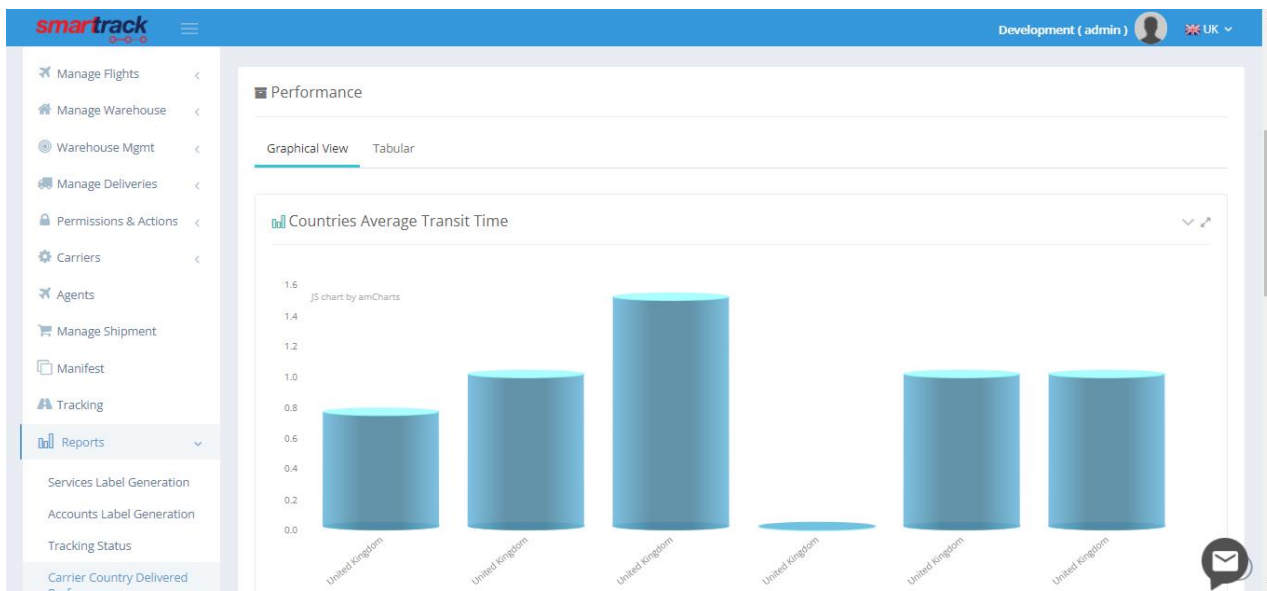 smartrack
Development ( admin )
UK
Manage Flights
Manage Warehouse
Warehouse Mgmt
Manage Deliveries
Permissions & Actions
Carriers
Agents
Manage Shipment
Manifest
Tracking
Reports
Services Label Generation
Accounts Label Generation
Tracking Status
Carrier Country Delivered
Performance
Graphical View Tabular
Countries Average Transit Time
JS chart by amCharts
1.6
1.4
1.2
1.0
0.8
0.6
0.4
0.2
0.0
United Kingdom
United Kingdom
United Kingdom
United Kingdom
United Kingdom
United Kingdom